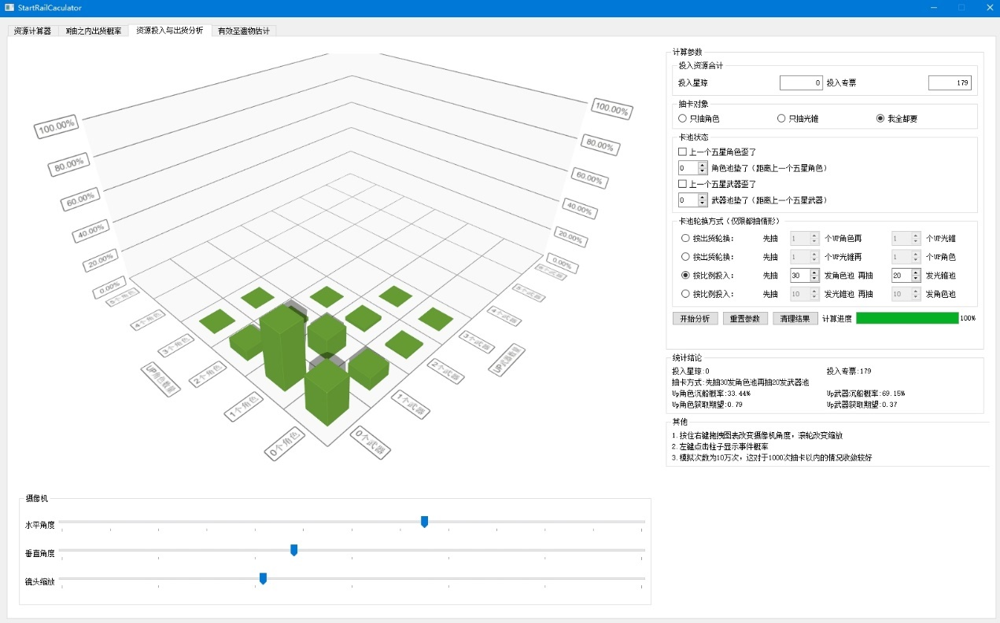 StartRailCaculator
资源计算器 N抽之内出货概率 资源投入与出货分析 有效圣遗物估计
100.00%
80.00%
60.00%
40.00%
20.00%
0.00%
100.00%
80.00%
60.00%
40.00%
20.00%
0.00%
5个角色
4个角色
3个角色
2个角色
1个角色
0个角色
UP角色数量
6个武器
5个武器
4个武器
3个武器
2个武器
1个武器
0个武器
UP武器数量
计算参数
投入资源合计
投入星琼 0 投入专票 179
抽卡对象
只抽角色 只抽光锥 我全都要
卡池状态
上一个五星角色歪了
0 角色池垫了（距离上一个五星角色）
上一个五星武器歪了
0 武器池垫了（距离上一个五星武器）
卡池轮换方式（仅限都抽情形）
按出货轮换： 先抽 1 个UP角色再 1 个UP光锥
按出货轮换： 先抽 1 个UP光锥再 1 个UP角色
按比例投入： 先抽 30 发角色池 再抽 20 发光锥池
按比例投入： 先抽 10 发光锥池 再抽 10 发角色池
开始分析 重置参数 清理结果 计算进度 100%
统计结论
投入星琼:0 投入专票:179
抽卡方式:先抽30发角色池再抽20发武器池
Up角色沉船概率:33.44% Up武器沉船概率:69.15%
Up角色获取期望:0.79 Up武器获取期望:0.37
其他
1.按住右键拖拽图表改变摄像机角度，滚轮改变缩放
2.左键点击柱子显示事件概率
3.模拟次数为10万次，这对于1000次抽卡以内的情况收敛较好
摄像机
水平角度
垂直角度
镜头缩放